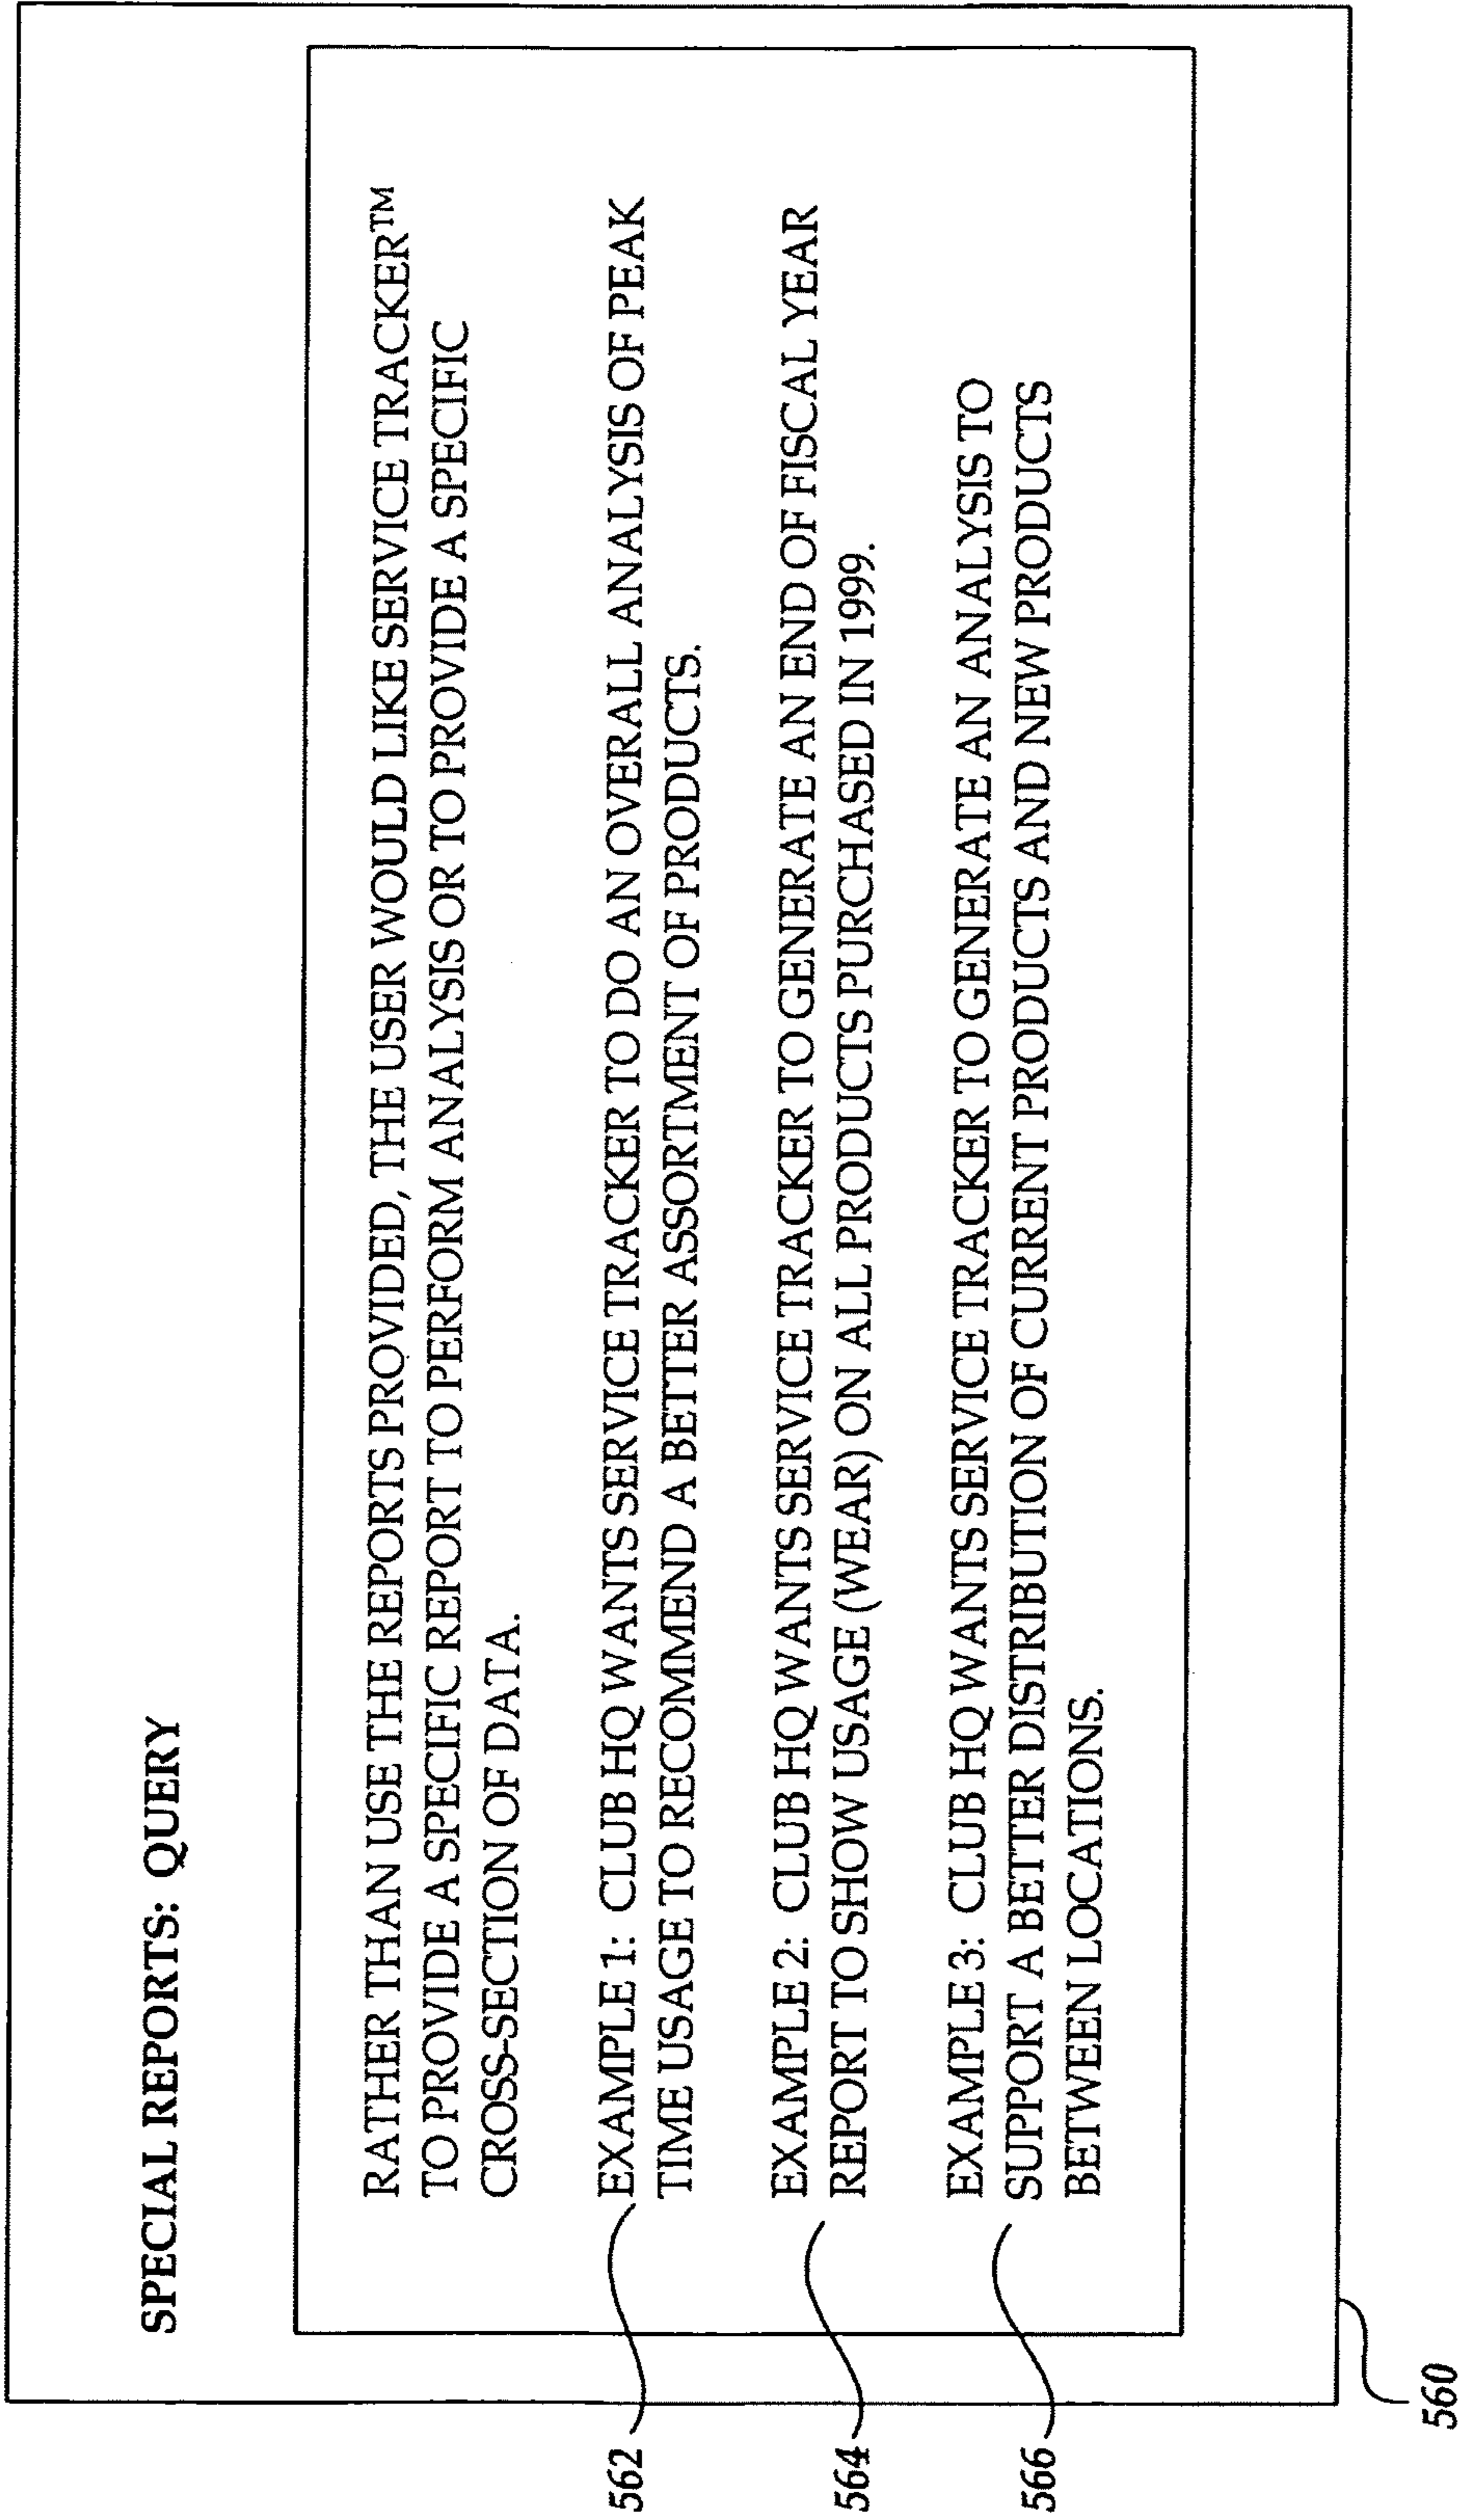 SPECIAL REPORTS: QUERY
RATHER THAN USE THE REPORTS PROVIDED, THE USER WOULD LIKE SERVICE TRACKER™
TO PROVIDE A SPECIFIC REPORT TO PERFORM ANALYSIS OR TO PROVIDE A SPECIFIC
CROSS-SECTION OF DATA.
562
EXAMPLE 1: CLUB HQ WANTS SERVICE TRACKER TO DO AN OVERALL ANALYSIS OF PEAK
TIME USAGE TO RECOMMEND A BETTER ASSORTMENT OF PRODUCTS.
564
EXAMPLE 2: CLUB HQ WANTS SERVICE TRACKER TO GENERATE AN END OF FISCAL YEAR
REPORT TO SHOW USAGE (WEAR) ON ALL PRODUCTS PURCHASED IN 1999.
566
EXAMPLE 3: CLUB HQ WANTS SERVICE TRACKER TO GENERATE AN ANALYSIS TO
SUPPORT A BETTER DISTRIBUTION OF CURRENT PRODUCTS AND NEW PRODUCTS
BETWEEN LOCATIONS.
560